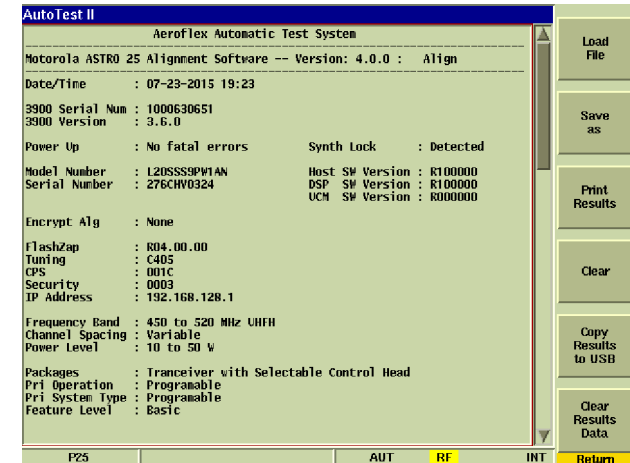 AutoTest II
Aeroflex Automatic Test System
Motorola ASTRO 25 Alignment Software -- Version: 4.0.0 : Align
Date/Time : 07-23-2015 19:23
3900 Serial Num : 1000630651
3900 Version : 3.6.0
Power Up : No fatal errors Synth Lock : Detected
Model Number : L20SSS9PW1AN Host SW Version : R100000
Serial Number : 276CHV0324 DSP SW Version : R100000
UCM SW Version : R000000
Encrypt Alg : None
FlashZap : R04.00.00
Tuning : C405
CPS : 001C
Security : 0003
IP Address : 192.168.128.1
Frequency Band : 450 to 520 MHz UHFH
Channel Spacing : Variable
Power Level : 10 to 50 W
Packages : Tranceiver with Selectable Control Head
Pri Operation : Programable
Pri System Type : Programable
Feature Level : Basic
P25 AUT RF INT
Load
File
Save
as
Print
Results
Clear
Copy
Results
to USB
Clear
Results
Data
Return